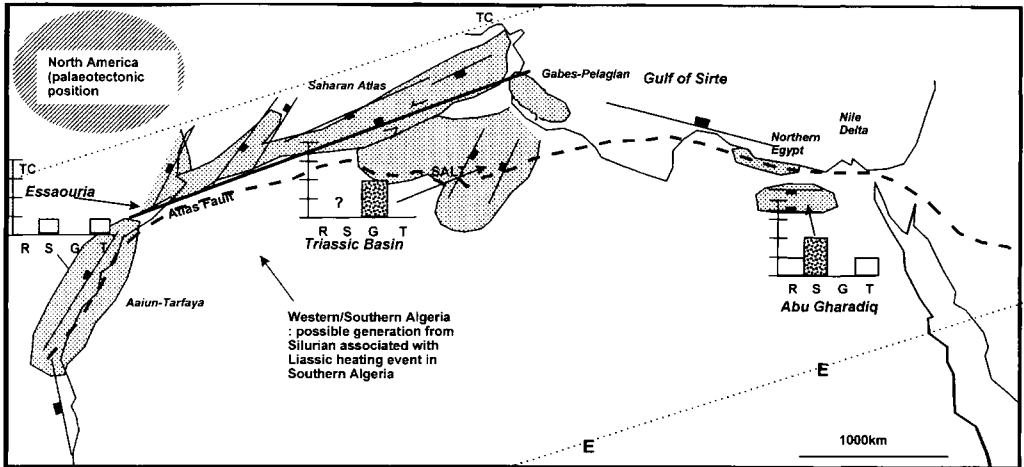 TC
North America
(palaeotectonic
position
Saharan Atlas
Gabes-Pelagian
Gulf of Sirte
Nile
Delta
Northern
Egypt
TC
Essaouria
Atlas Fault
SALT
?
R S G T
R S G T
Triassic Basin
R S G T
Abu Gharadiq
Aaiun-Tarfaya
Western/Southern Algeria
: possible generation from
Silurian associated with
Liassic heating event in
Southern Algeria
E
E
1000km